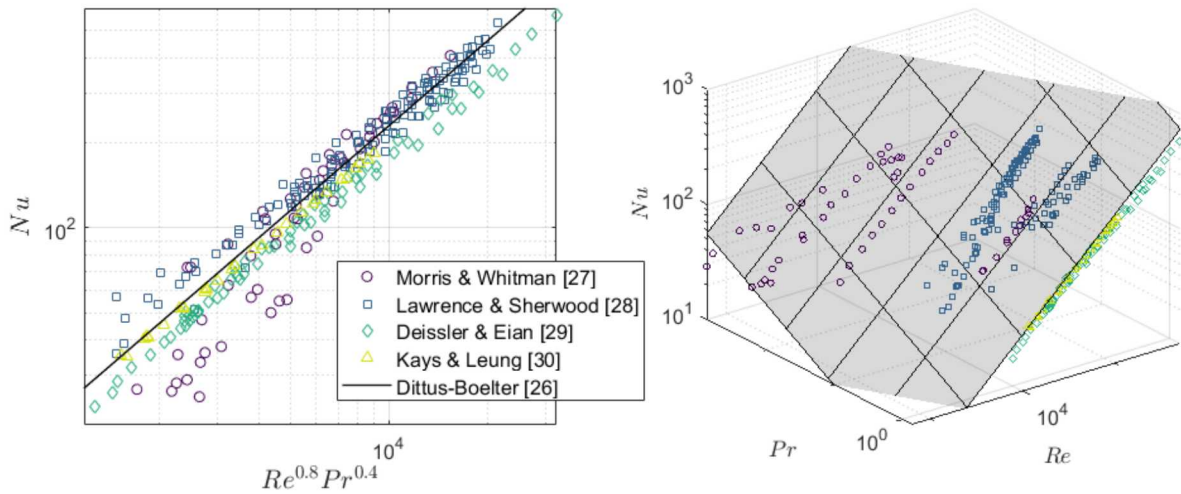 Nu
10^2
10^4
Re^0.8 Pr^0.4
Morris & Whitman [27]
Lawrence & Sherwood [28]
Deissler & Eian [29]
Kays & Leung [30]
Dittus-Boelter [26]
10^3
10^2
10^1
Nu
Pr
10^0
10^4
Re